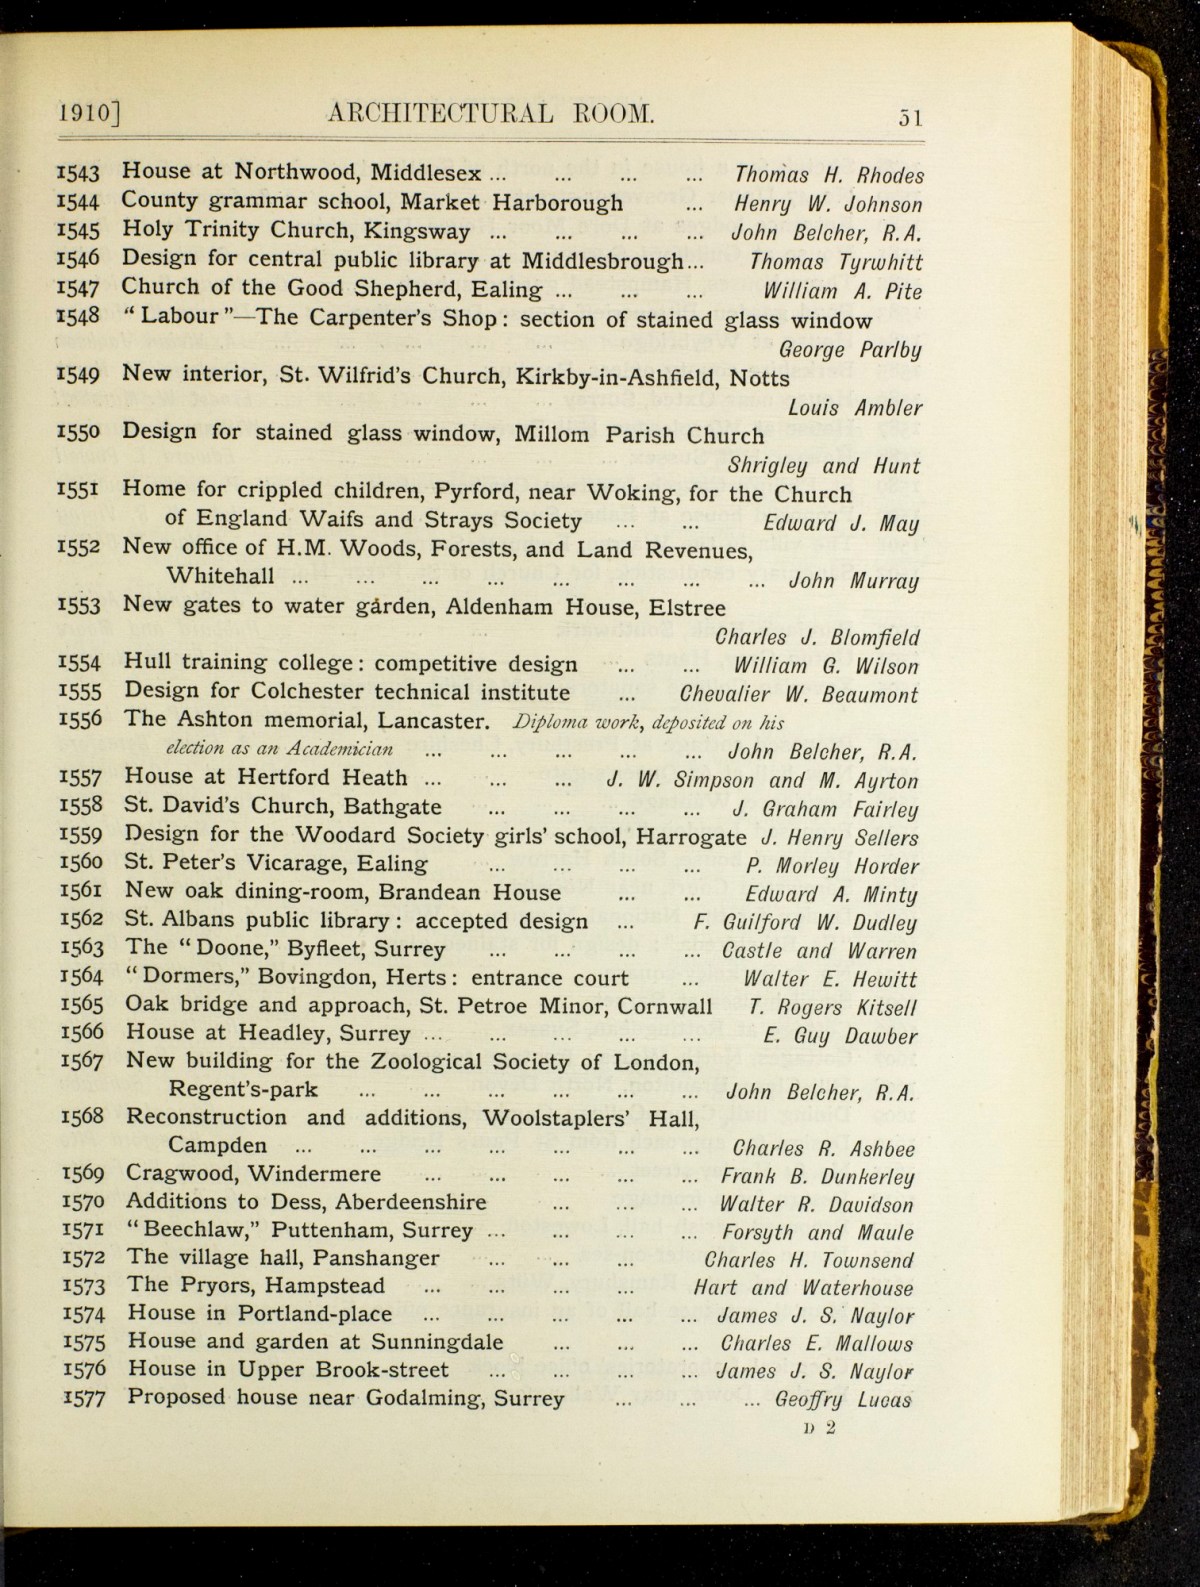 1910] ARCHITECTURAL ROOM. 51
1543 House at Northwood, Middlesex ... ... ... ... Thomas H. Rhodes
1544 County grammar school, Market Harborough ... Henry W. Johnson
1545 Holy Trinity Church, Kingsway ... ... ... ... John Belcher, R.A.
1546 Design for central public library at Middlesbrough... Thomas Tyrwhitt
1547 Church of the Good Shepherd, Ealing ... ... ... William A. Pite
1548 “Labour”—The Carpenter's Shop: section of stained glass window
George Parlby
1549 New interior, St. Wilfrid's Church, Kirkby-in-Ashfield, Notts
Louis Ambler
1550 Design for stained glass window, Millom Parish Church
Shrigley and Hunt
1551 Home for crippled children, Pyrford, near Woking, for the Church
of England Waifs and Strays Society ... ... Edward J. May
1552 New office of H.M. Woods, Forests, and Land Revenues,
Whitehall ... ... ... ... ... ... ... ... John Murray
1553 New gates to water garden, Aldenham House, Elstree
Charles J. Blomfield
1554 Hull training college: competitive design ... ... William G. Wilson
1555 Design for Colchester technical institute ... Chevalier W. Beaumont
1556 The Ashton memorial, Lancaster. Diploma work, deposited on his
election as an Academician ... ... ... ... ... John Belcher, R.A.
1557 House at Hertford Heath ... ... ... J. W. Simpson and M. Ayrton
1558 St. David's Church, Bathgate ... ... ... ... J. Graham Fairley
1559 Design for the Woodard Society girls' school, Harrogate J. Henry Sellers
1560 St. Peter's Vicarage, Ealing ... ... ... ... P. Morley Horder
1561 New oak dining-room, Brandean House ... ... Edward A. Minty
1562 St. Albans public library: accepted design ... F. Guilford W. Dudley
1563 The “Doone,” Byfleet, Surrey ... ... ... ... Castle and Warren
1564 “Dormers,” Bovingdon, Herts: entrance court ... Walter E. Hewitt
1565 Oak bridge and approach, St. Petroe Minor, Cornwall T. Rogers Kitsell
1566 House at Headley, Surrey ... ... ... ... ... E. Guy Dawber
1567 New building for the Zoological Society of London,
Regent's-park ... ... ... ... ... ... John Belcher, R.A.
1568 Reconstruction and additions, Woolstaplers' Hall,
Campden ... ... ... ... ... ... ... Charles R. Ashbee
1569 Cragwood, Windermere ... ... ... ... ... Frank B. Dunkerley
1570 Additions to Dess, Aberdeenshire ... ... ... Walter R. Davidson
1571 “Beechlaw,” Puttenham, Surrey ... ... ... ... Forsyth and Maule
1572 The village hall, Panshanger ... ... ... Charles H. Townsend
1573 The Pryors, Hampstead ... ... ... ... Hart and Waterhouse
1574 House in Portland-place ... ... ... ... ... James J. S. Naylor
1575 House and garden at Sunningdale ... ... ... Charles E. Mallows
1576 House in Upper Brook-street ... ... ... ... James J. S. Naylor
1577 Proposed house near Godalming, Surrey ... ... ... Geoffry Lucas
D 2